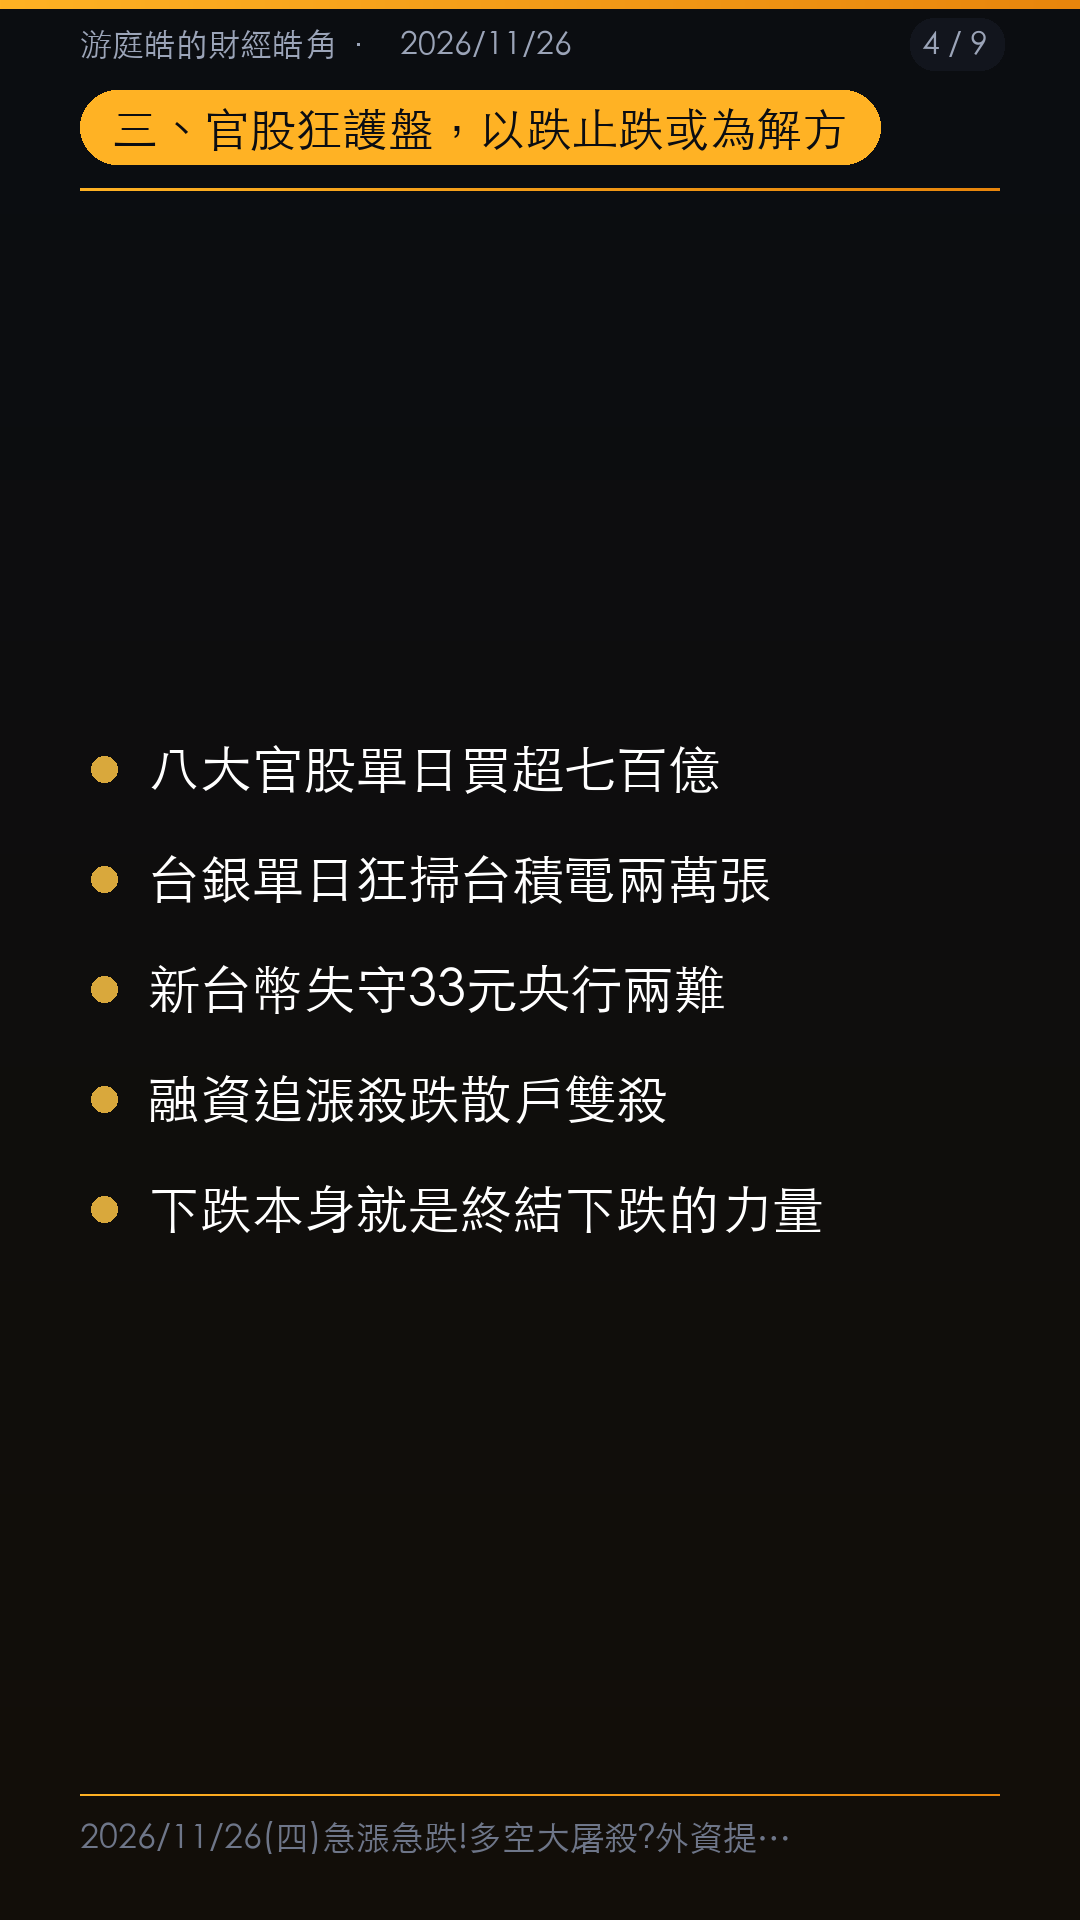 游庭皓的財經皓角 · 2026/11/26
4 / 9
三、官股狂護盤，以跌止跌或為解方
八大官股單日買超七百億
台銀單日狂掃台積電兩萬張
新台幣失守33元央行兩難
融資追漲殺跌散戶雙殺
下跌本身就是終結下跌的力量
2026/11/26(四)急漲急跌!多空大屠殺?外資提…